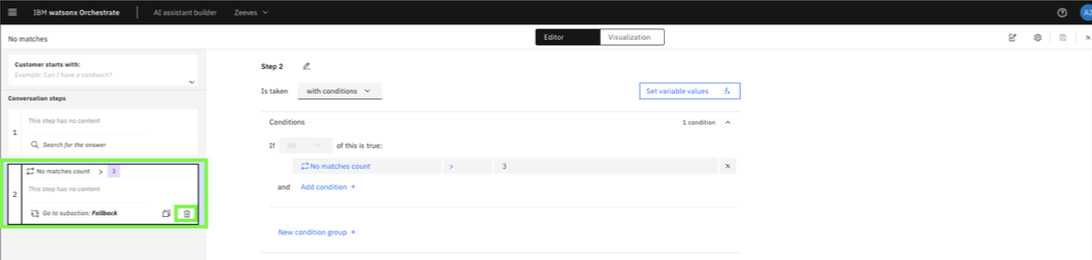 IBM watsonx Orchestrate AI assistant builder Zeeves
No matches
Editor Visualization
Customer starts with:
Example: Can I have a sandwich?
Conversation steps
1
This step has no content
Search for the answer
2
No matches count > 3
This step has no content
Go to subaction: Fallback
Step 2
Is taken with conditions
Set variable values fx
Conditions 1 condition
If All of this is true:
No matches count > 3
and Add condition +
New condition group +